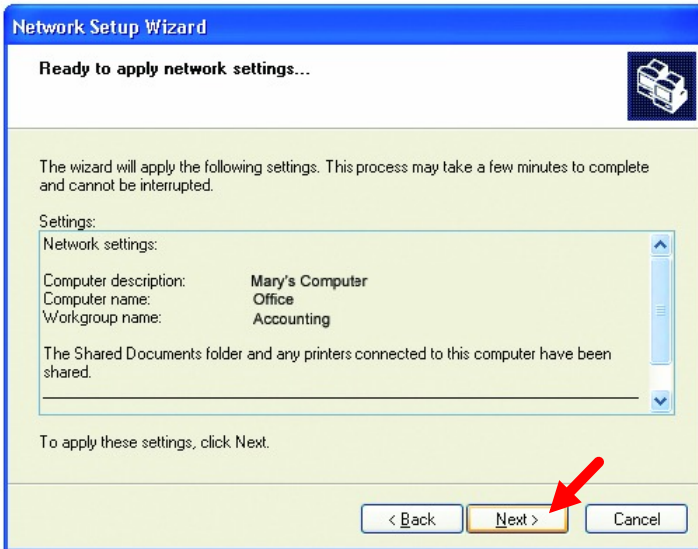 Network Setup Wizard
Ready to apply network settings...
The wizard will apply the following settings. This process may take a few minutes to complete
and cannot be interrupted.
Settings:
Network settings:
Computer description: Mary's Computer
Computer name: Office
Workgroup name: Accounting
The Shared Documents folder and any printers connected to this computer have been
shared.
To apply these settings, click Next.
< Back Next > Cancel